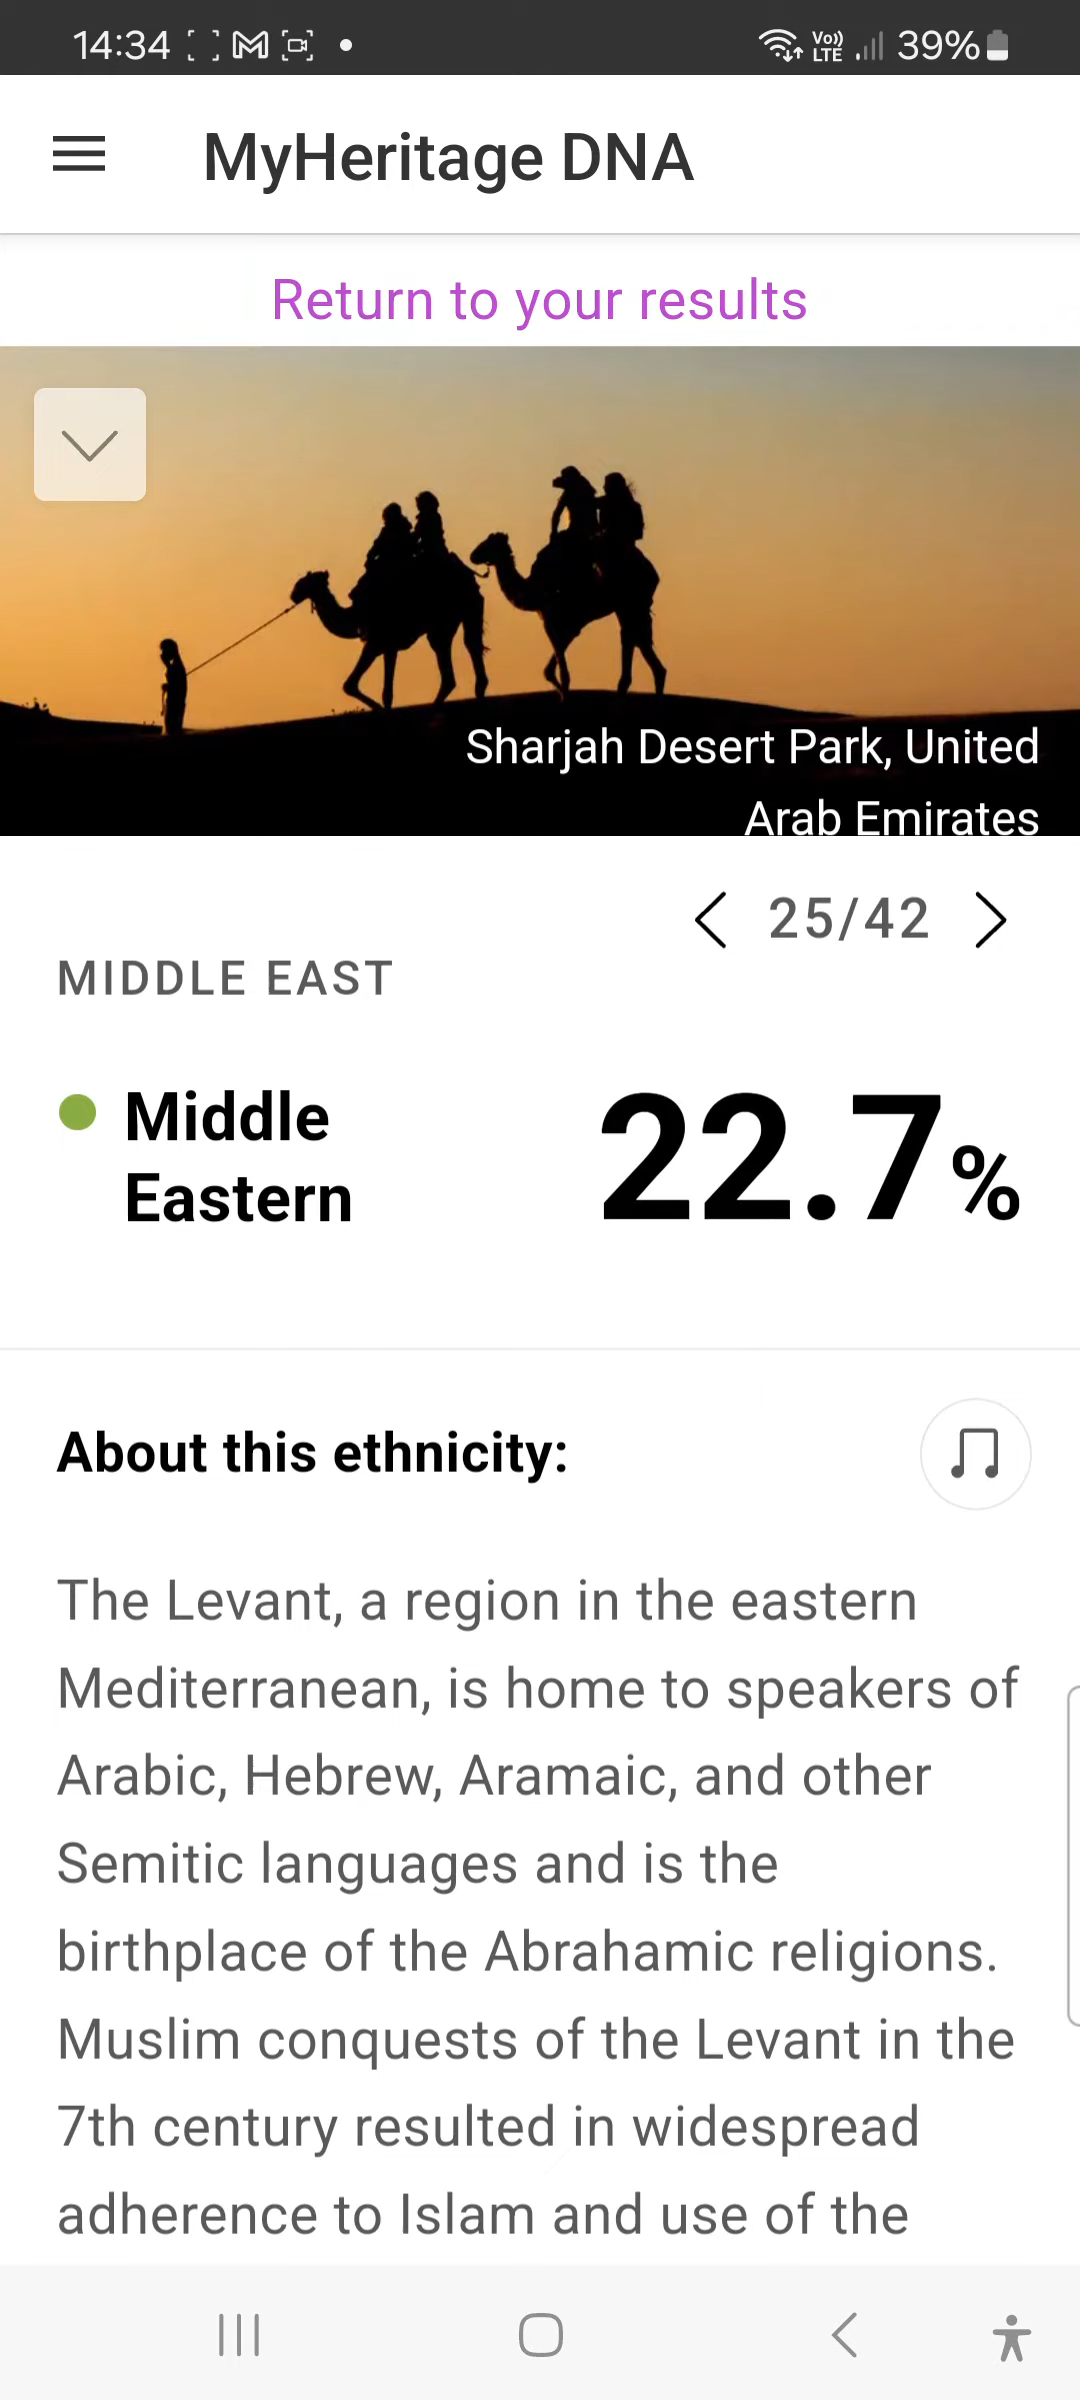 14:34
Vo)) LTE
39%
MyHeritage DNA
Return to your results
Sharjah Desert Park, United
Arab Emirates
25/42
MIDDLE EAST
Middle
Eastern
22.7%
About this ethnicity:
The Levant, a region in the eastern
Mediterranean, is home to speakers of
Arabic, Hebrew, Aramaic, and other
Semitic languages and is the
birthplace of the Abrahamic religions.
Muslim conquests of the Levant in the
7th century resulted in widespread
adherence to Islam and use of the